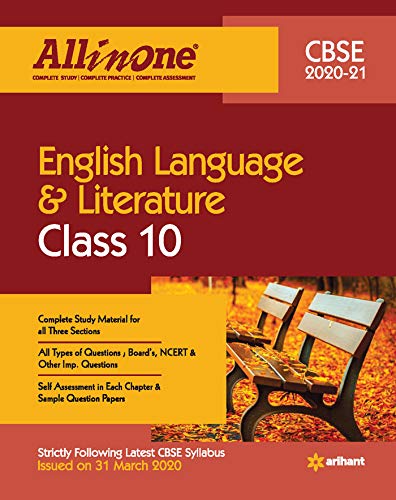 All in one®
COMPLETE STUDY | COMPLETE PRACTICE | COMPLETE ASSESSMENT
CBSE
2020-21
English Language
& Literature
Class 10
Complete Study Material for
all Three Sections
All Types of Questions ; Board's, NCERT &
Other Imp. Questions
Self Assessment in Each Chapter &
Sample Question Papers
Strictly Following Latest CBSE Syllabus
Issued on 31 March 2020
arihant